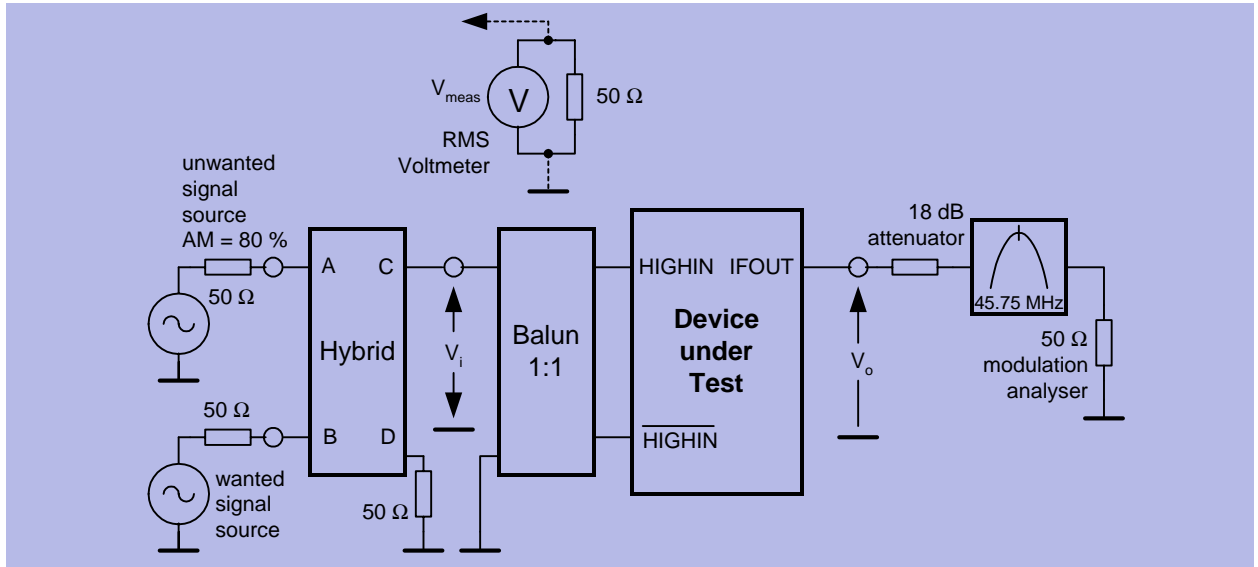 V
V_meas
50 Ω
RMS
Voltmeter
unwanted
signal
source
AM = 80 %
50 Ω
A
C
Hybrid
B
D
50 Ω
wanted
signal
source
50 Ω
V_i
Balun
1:1
HIGHIN
IFOUT
Device
under
Test
H̅I̅G̅H̅I̅N̅
V_o
18 dB
attenuator
45.75 MHz
50 Ω
modulation
analyser